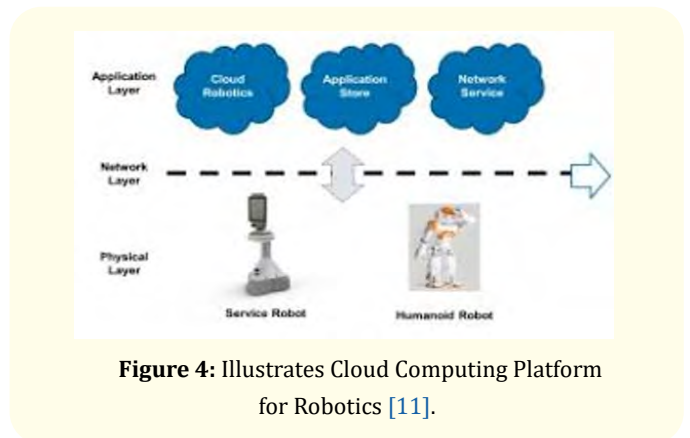 Application
Layer
Cloud
Robotics
Application
Store
Network
Service
Network
Layer
Physical
Layer
Service Robot
Humanoid Robot
Figure 4: Illustrates Cloud Computing Platform
for Robotics [11].